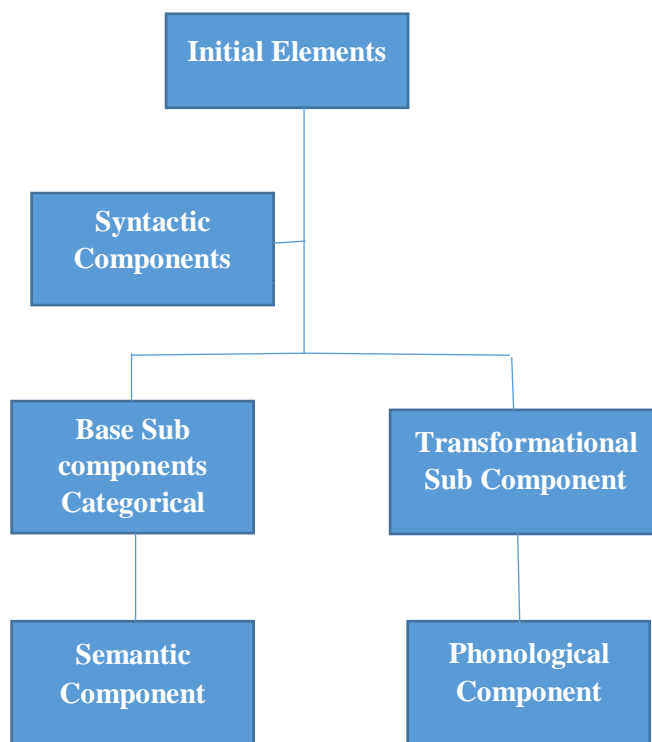 Initial Elements
Syntactic
Components
Base Sub
components
Categorical
Transformational
Sub Component
Semantic
Component
Phonological
Component